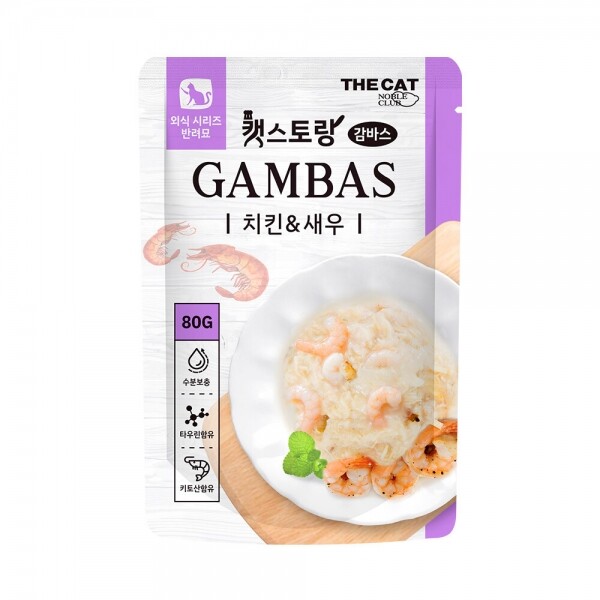 외식 시리즈
반려묘
THE CAT
NOBLE
CLUB
캣스토랑 감바스
GAMBAS
치킨&새우
80G
수분보충
타우린함유
키토산함유